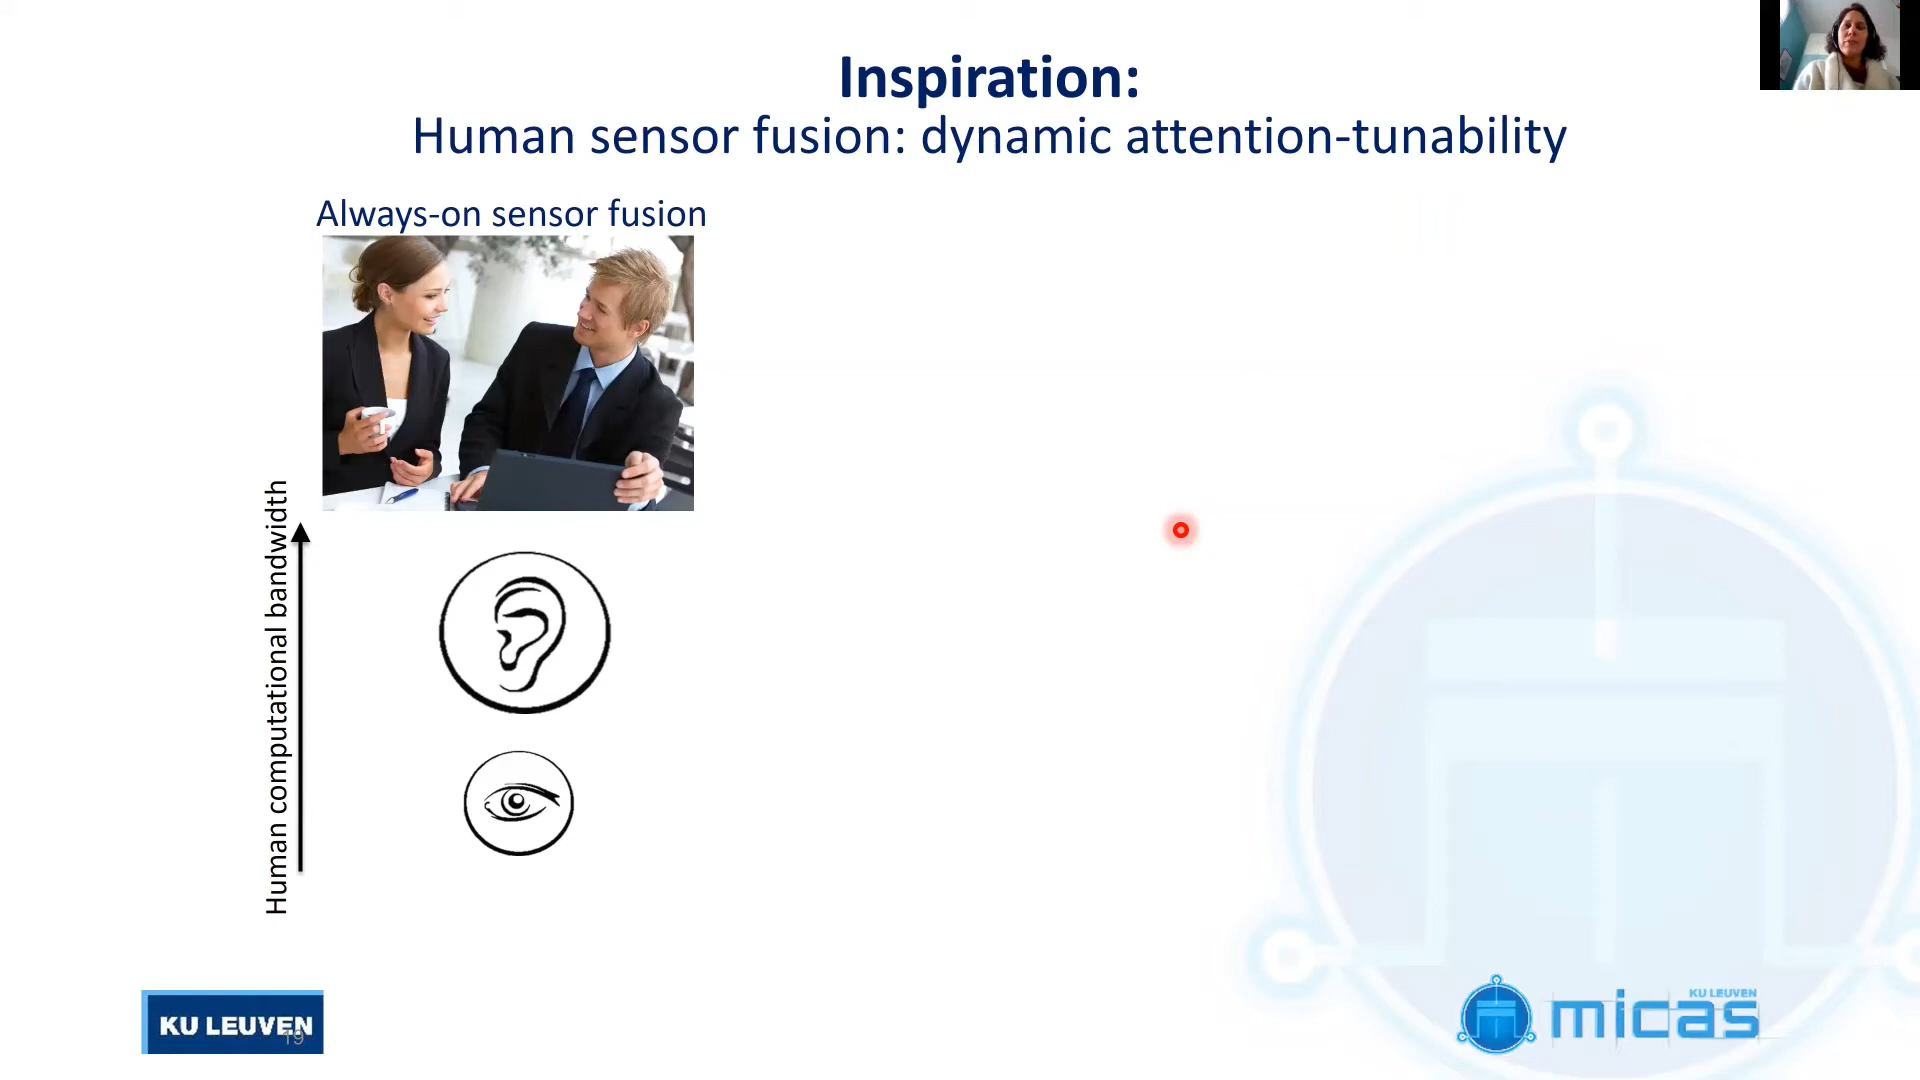 Inspiration:
Human sensor fusion: dynamic attention-tunability
Always-on sensor fusion
Human computational bandwidth
KU LEUVEN
19
KU LEUVEN
micas